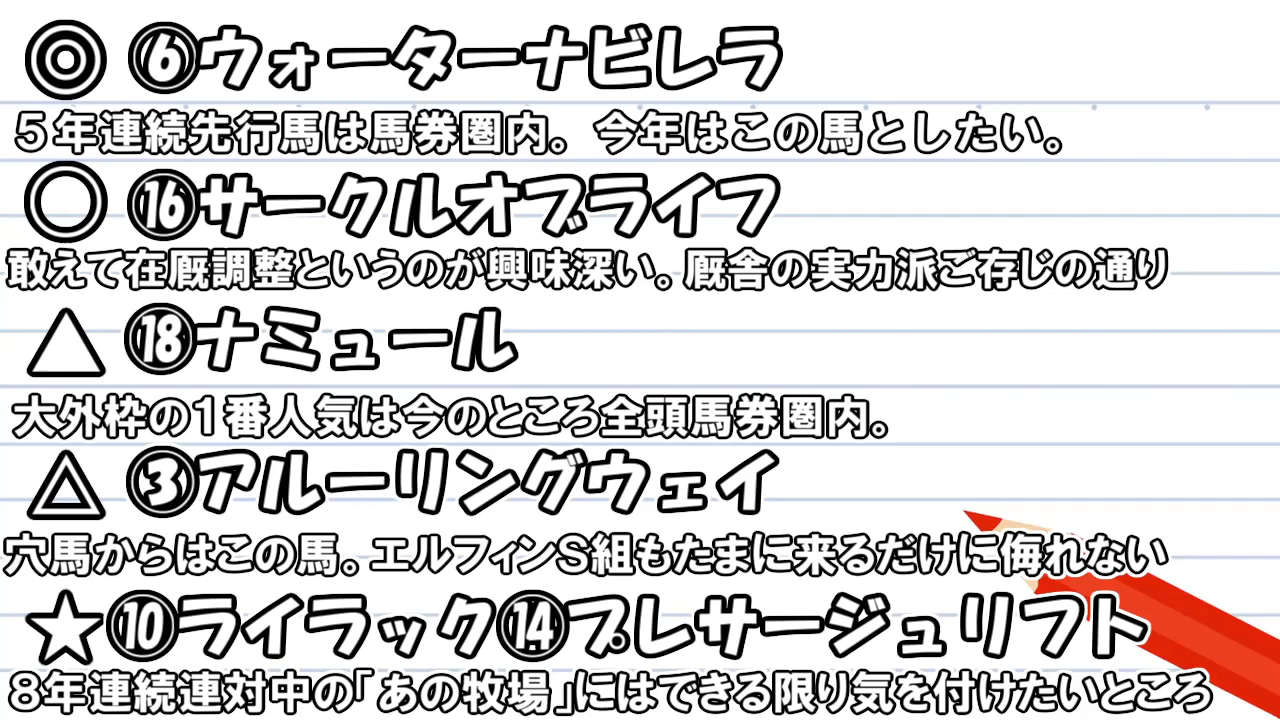 ◎ ⑥ウォーターナビレラ
５年連続先行馬は馬券圏内。今年はこの馬としたい。
○ ⑯サークルオブライフ
敢えて在厩調整というのが興味深い。厩舎の実力派ご存じの通り
△ ⑱ナミュール
大外枠の１番人気は今のところ全頭馬券圏内。
△ ③アルーリングウェイ
穴馬からはこの馬。エルフィンＳ組もたまに来るだけに侮れない
★⑩ライラック⑭プレサージュリフト
８年連続連対中の「あの牧場」にはできる限り気を付けたいところ